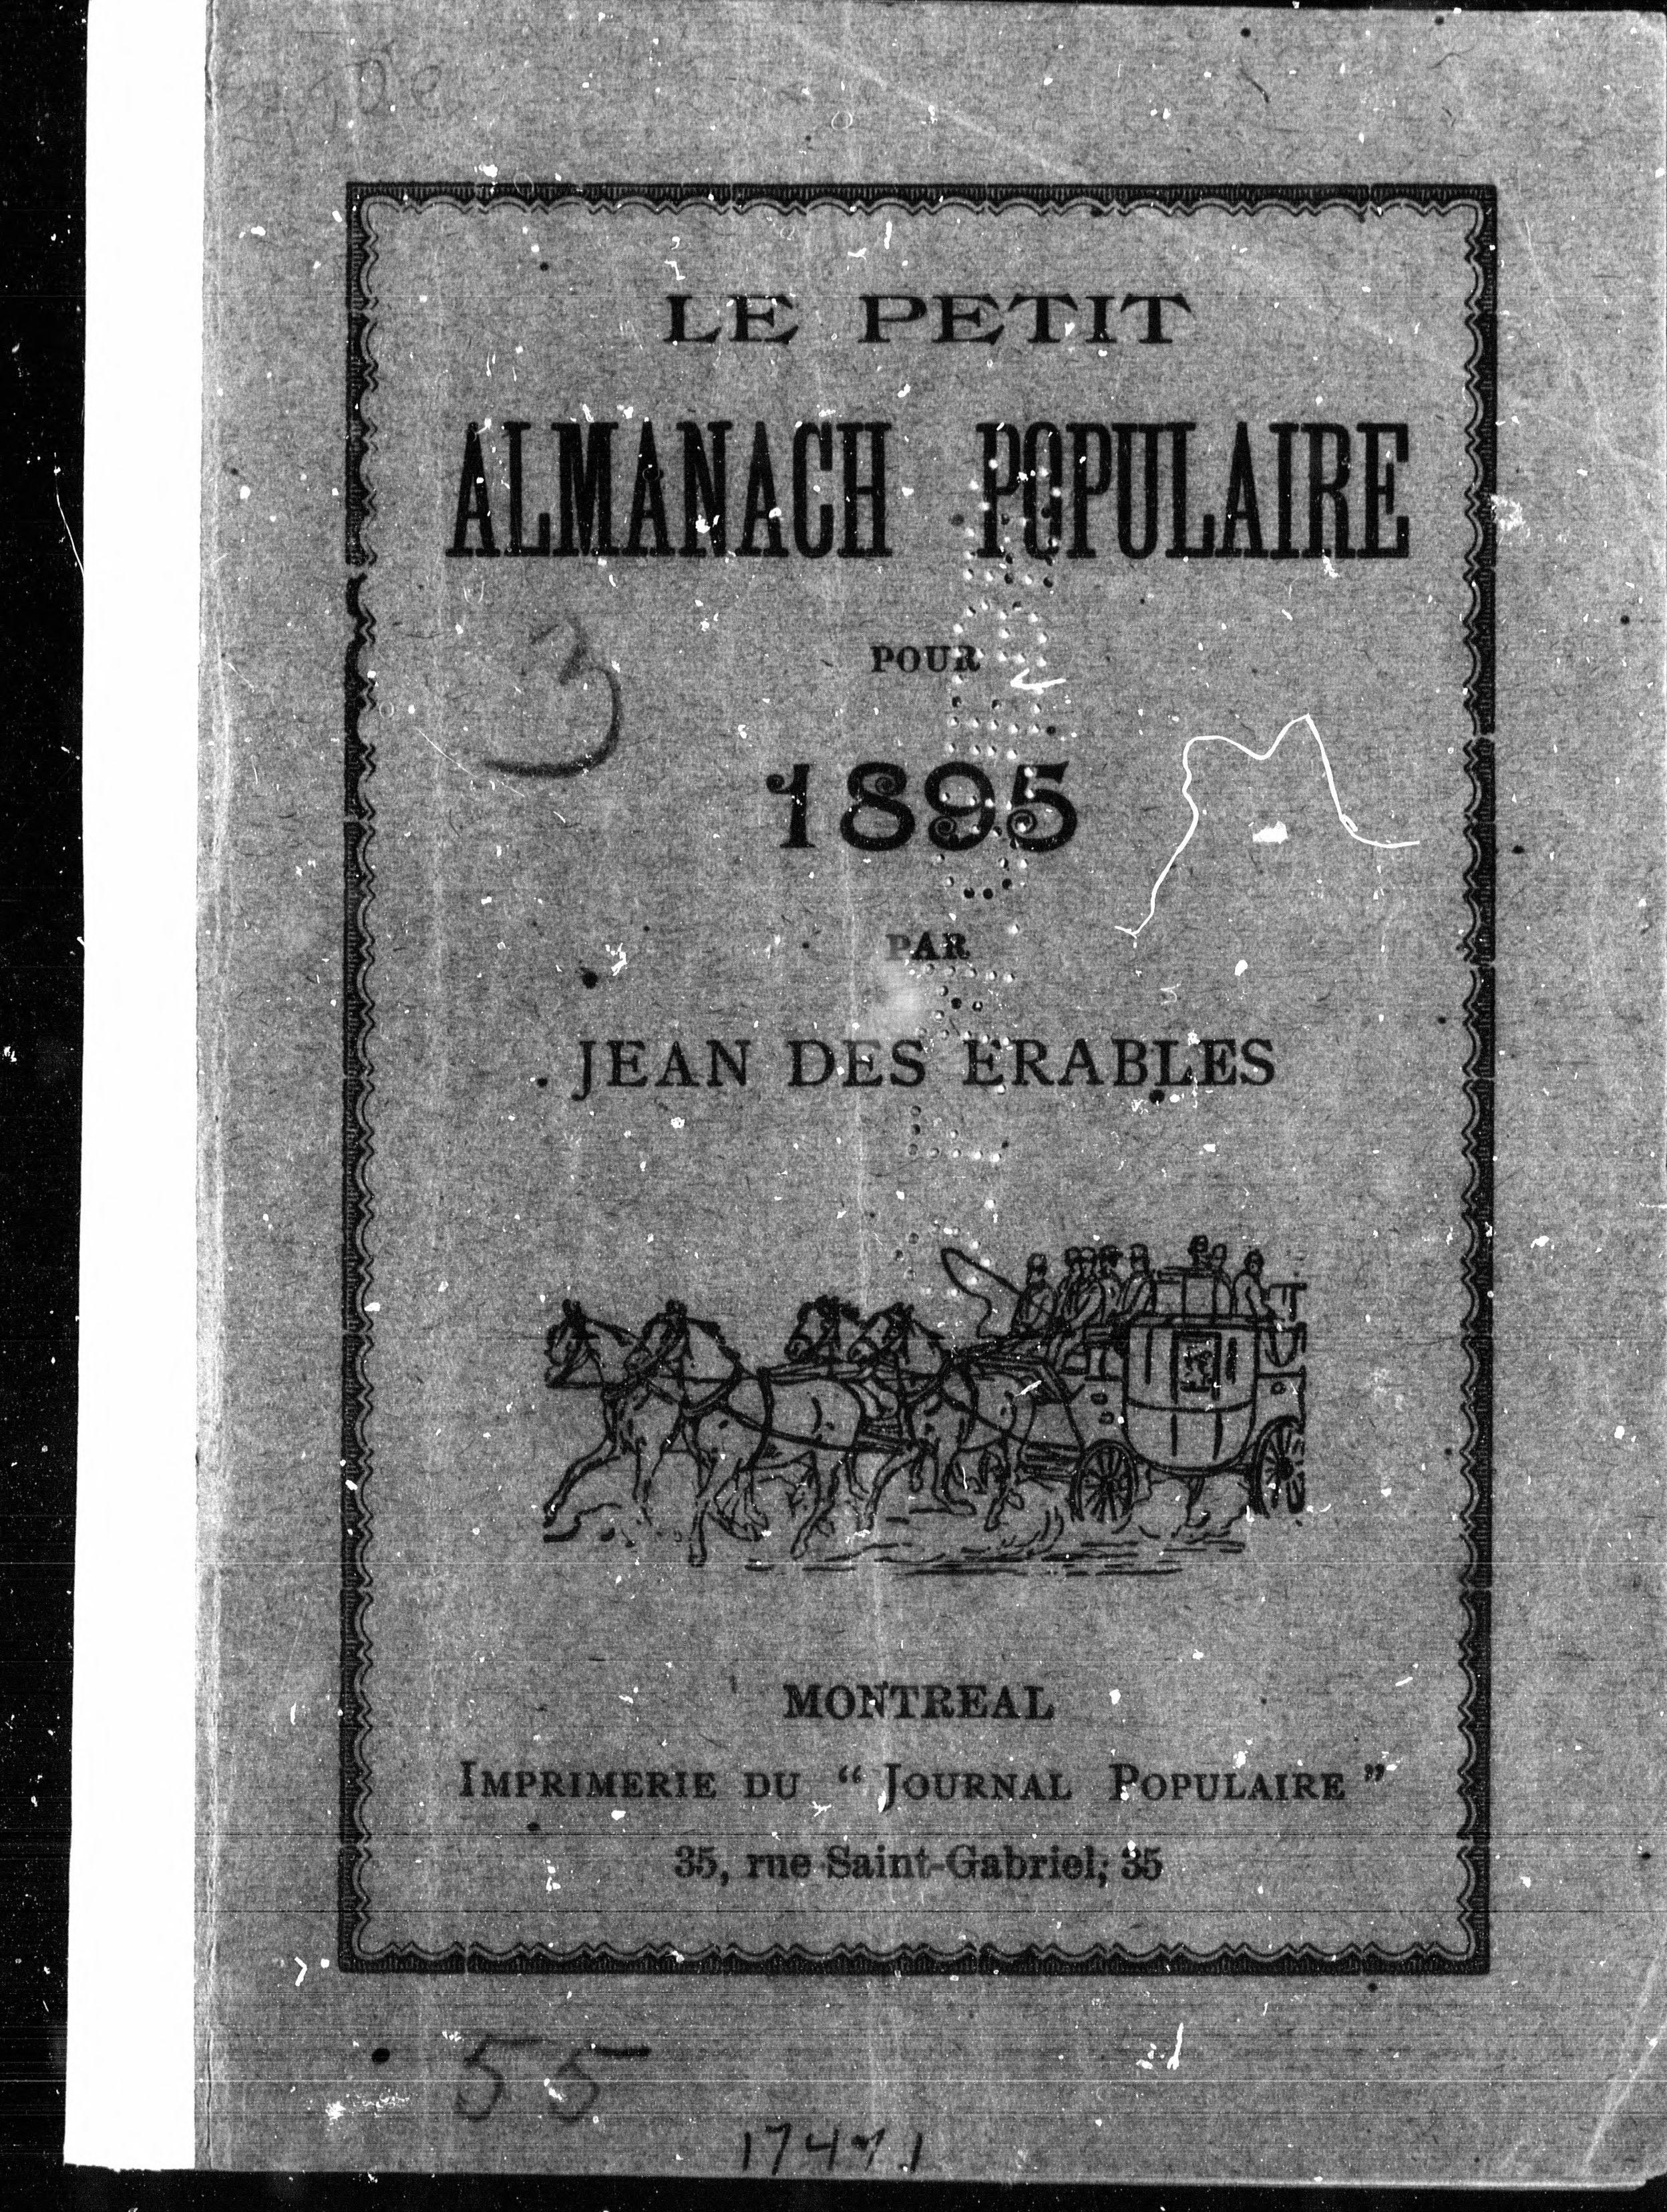 LE PETIT
ALMANACH POPULAIRE
3
POUR
1895
PAR
JEAN DES ERABLES
MONTREAL
IMPRIMERIE DU “ JOURNAL POPULAIRE ”
35, rue Saint-Gabriel, 35
55